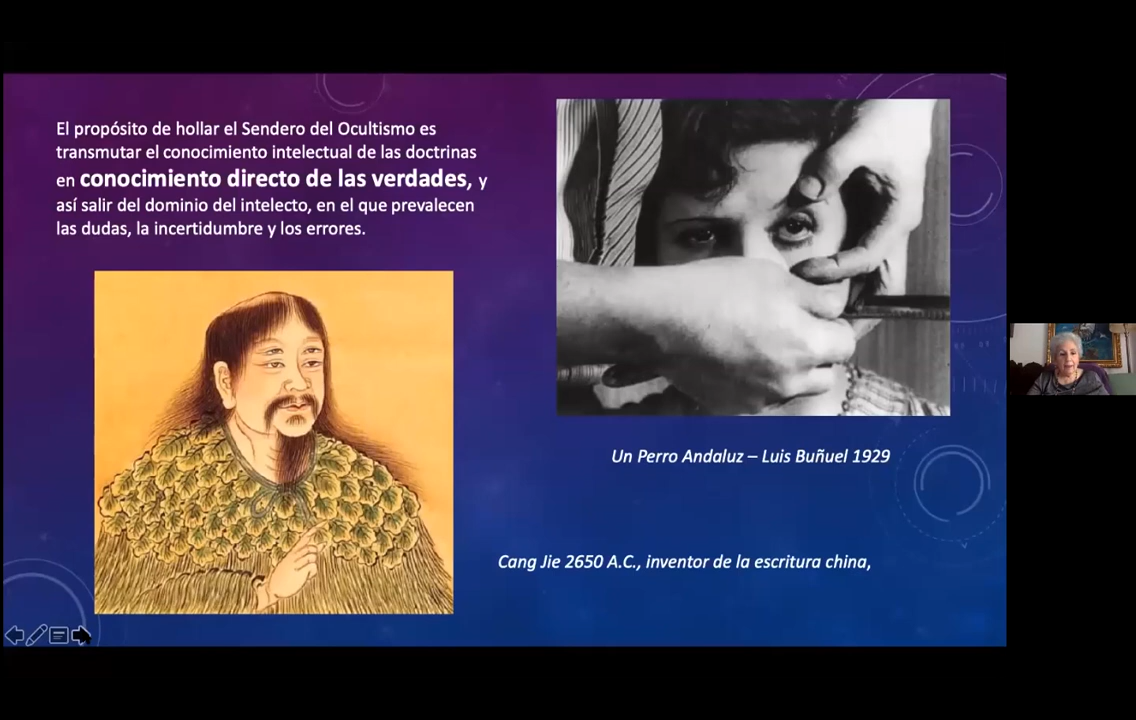 El propósito de hollar el Sendero del Ocultismo es
transmutar el conocimiento intelectual de las doctrinas
en conocimiento directo de las verdades, y
así salir del dominio del intelecto, en el que prevalecen
las dudas, la incertidumbre y los errores.
Un Perro Andaluz – Luis Buñuel 1929
Cang Jie 2650 A.C., inventor de la escritura china,